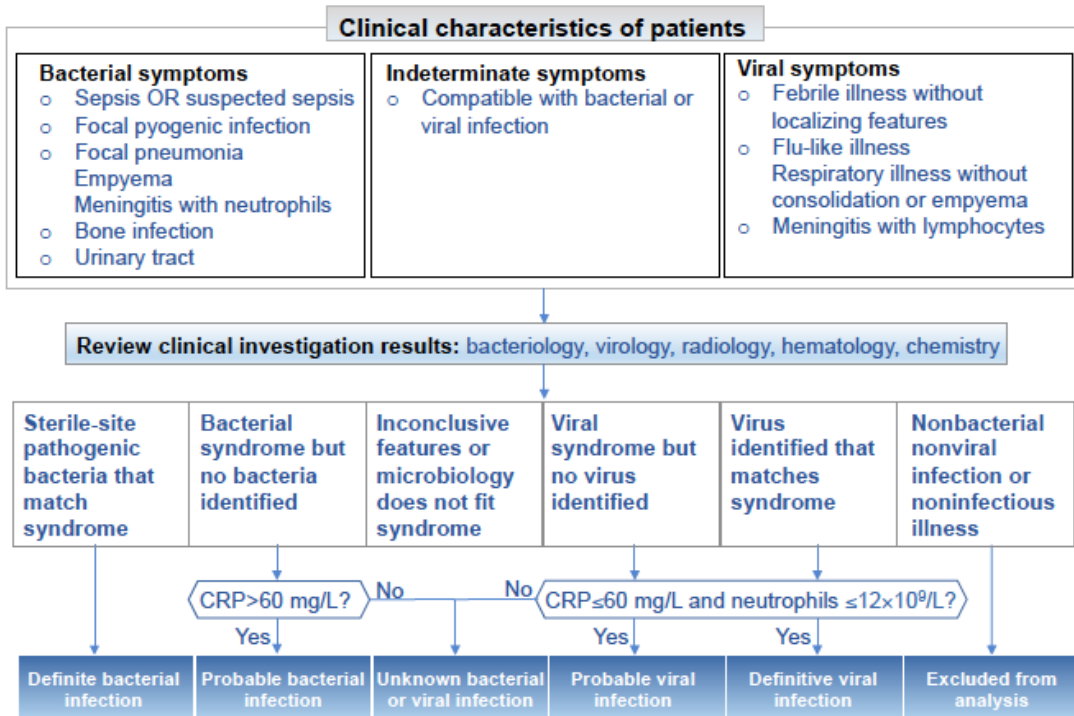 Clinical characteristics of patients
Bacterial symptoms
o Sepsis OR suspected sepsis
o Focal pyogenic infection
o Focal pneumonia
Empyema
Meningitis with neutrophils
o Bone infection
o Urinary tract
Indeterminate symptoms
o Compatible with bacterial or
viral infection
Viral symptoms
o Febrile illness without
localizing features
o Flu-like illness
Respiratory illness without
consolidation or empyema
o Meningitis with lymphocytes
Review clinical investigation results: bacteriology, virology, radiology, hematology, chemistry
Sterile-site
pathogenic
bacteria that
match
syndrome
Bacterial
syndrome but
no bacteria
identified
Inconclusive
features or
microbiology
does not fit
syndrome
Viral
syndrome but
no virus
identified
Virus
identified that
matches
syndrome
Nonbacterial
nonviral
infection or
noninfectious
illness
CRP>60 mg/L?
No
No
CRP≤60 mg/L and neutrophils ≤12×10⁹/L?
Yes
Yes
Yes
Definite bacterial
infection
Probable bacterial
infection
Unknown bacterial
or viral infection
Probable viral
infection
Definitive viral
infection
Excluded from
analysis